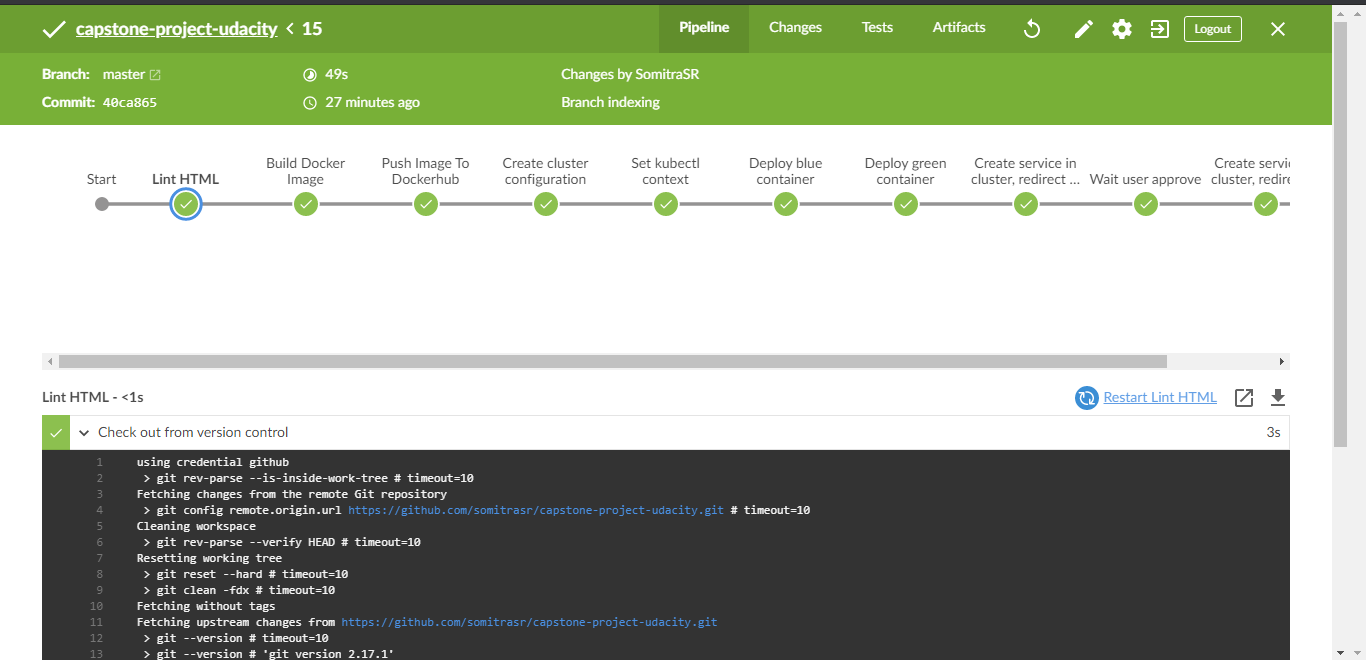 capstone-project-udacity < 15
Pipeline
Changes
Tests
Artifacts
Logout
Branch: master
49s
Changes by SomitraSR
Commit: 40ca865
27 minutes ago
Branch indexing
Start
Lint HTML
Build Docker
Image
Push Image To
Dockerhub
Create cluster
configuration
Set kubectl
context
Deploy blue
container
Deploy green
container
Create service in
cluster, redirect ...
Wait user approve
Create servi
cluster, redire
Lint HTML - <1s
Restart Lint HTML
Check out from version control
3s
1 using credential github
2 > git rev-parse --is-inside-work-tree # timeout=10
3 Fetching changes from the remote Git repository
4 > git config remote.origin.url https://github.com/somitrasr/capstone-project-udacity.git # timeout=10
5 Cleaning workspace
6 > git rev-parse --verify HEAD # timeout=10
7 Resetting working tree
8 > git reset --hard # timeout=10
9 > git clean -fdx # timeout=10
10 Fetching without tags
11 Fetching upstream changes from https://github.com/somitrasr/capstone-project-udacity.git
12 > git --version # timeout=10
13 > git --version # 'git version 2.17.1'